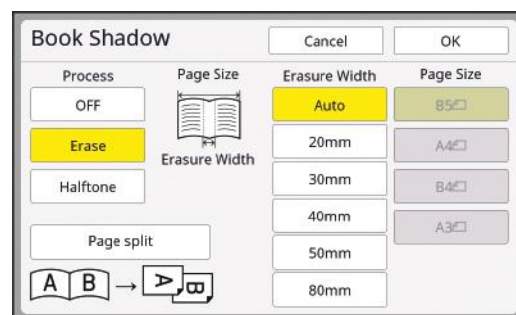 Book Shadow
Cancel
OK
Process
Page Size
Erasure Width
Page Size
OFF
Auto
B5
Erase
20mm
A4
Erasure Width
Halftone
30mm
B4
40mm
A3
Page split
50mm
A B → A B
80mm